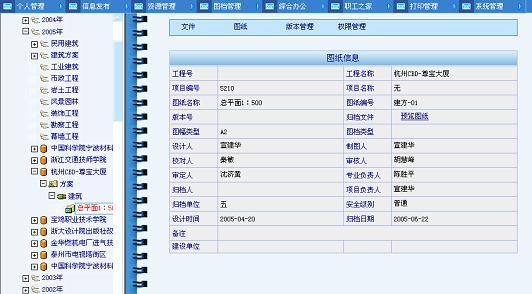 个人管理 信息发布 资源管理 图档管理 综合办公 职工之家 打印管理 系统管理
2004年
2005年
民用建筑
建筑方案
工业建筑
市政工程
岩土工程
风景园林
装饰工程
勘察工程
幕墙工程
中国科学院宁波材料
浙江交通技师学院
杭州CBD-尊宝大厦
方案
建筑
总平面1:50
宝鸡职业技术学院
浙大设计院出版社改
金华燃机电厂进气技
泰州市电视塔街区
中国科学院宁波材料
2003年
2002年
文件 图纸 版本管理 权限管理
图纸信息
工程号 工程名称 杭州CBD-尊宝大厦
项目编号 5210 项目名称 无
图纸名称 总平面1:500 图纸编号 建方-01
版本号 归档文件 预览图纸
图幅类型 A2 图档类型
设计人 宣建华 制图人 宣建华
校对人 秦敏 审核人 胡慧峰
审定人 沈济黄 专业负责人 陈胜平
归档人 项目负责人 宣建华
归档单位 五 安全级别 普通
设计时间 2005-04-20 归档日期 2005-06-22
备注
建设单位